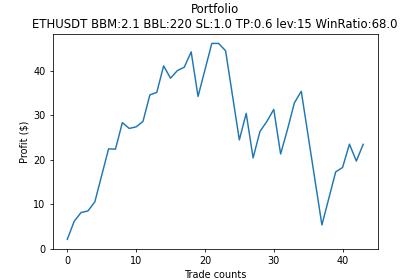 Portfolio
ETHUSDT BBM:2.1 BBL:220 SL:1.0 TP:0.6 lev:15 WinRatio:68.0
Profit ($)
40
30
20
10
0
0 10 20 30 40
Trade counts